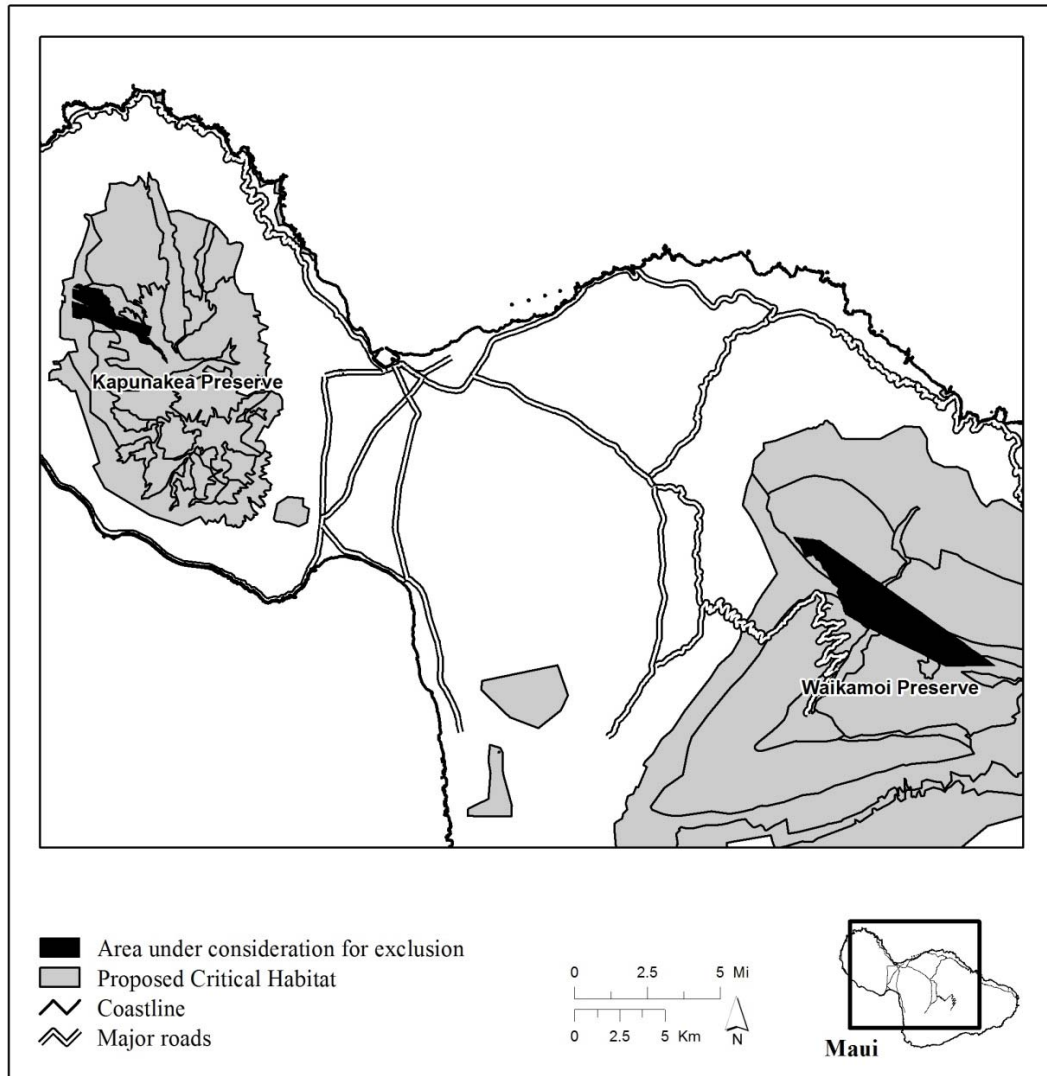 Kapunakea Preserve
Waikamoi Preserve
Area under consideration for exclusion
Proposed Critical Habitat
Coastline
Major roads
0 2.5 5 Mi
0 2.5 5 Km
N
Maui